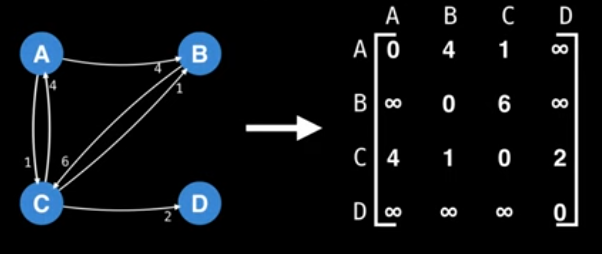 A B C D
A 0 4 1 ∞
B ∞ 0 6 ∞
C 4 1 0 2
D ∞ ∞ ∞ 0
A B
4
4
1
1
6
C D
2